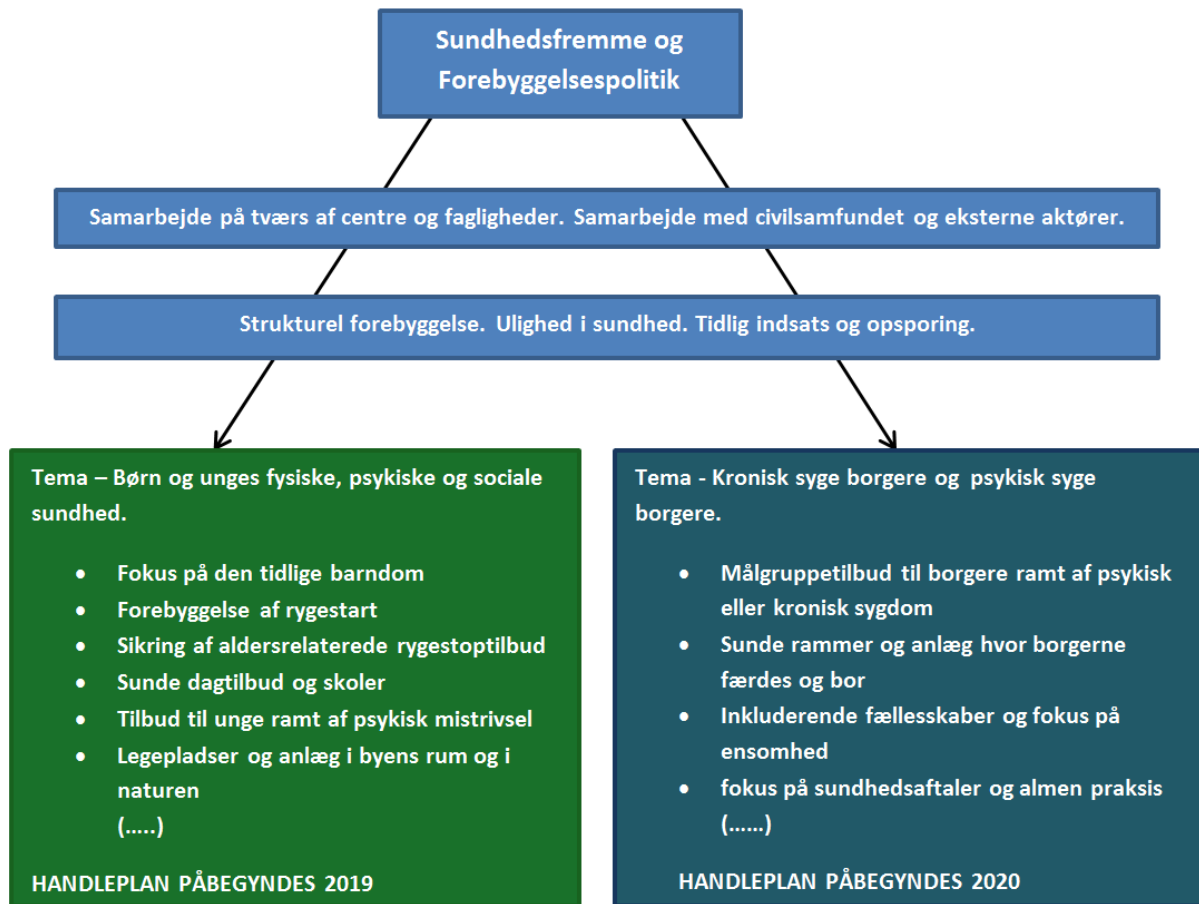 Sundhedsfremme og
Forebyggelsespolitik
Samarbejde på tværs af centre og fagligheder. Samarbejde med civilsamfundet og eksterne aktører.
Strukturel forebyggelse. Ulighed i sundhed. Tidlig indsats og opsporing.
Tema – Børn og unges fysiske, psykiske og sociale
sundhed.
• Fokus på den tidlige barndom
• Forebyggelse af rygestart
• Sikring af aldersrelaterede rygestoptilbud
• Sunde dagtilbud og skoler
• Tilbud til unge ramt af psykisk mistrivsel
• Legepladser og anlæg i byens rum og i
naturen
(…..)
HANDLEPLAN PÅBEGYNDES 2019
Tema - Kronisk syge borgere og psykisk syge
borgere.
• Målgruppetilbud til borgere ramt af psykisk
eller kronisk sygdom
• Sunde rammer og anlæg hvor borgerne
færdes og bor
• Inkluderende fællesskaber og fokus på
ensomhed
• fokus på sundhedsaftaler og almen praksis
(……)
HANDLEPLAN PÅBEGYNDES 2020